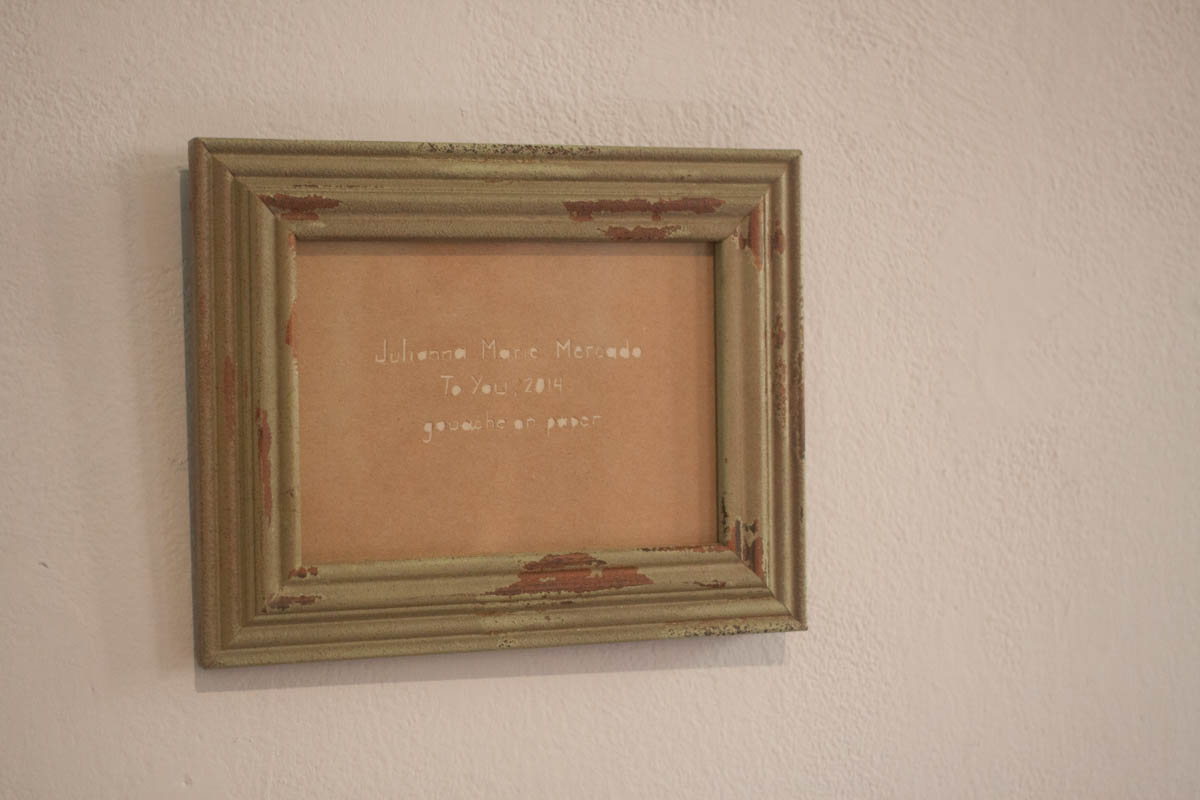 Julianna Marie Mercado
To You, 2014
gouache on paper